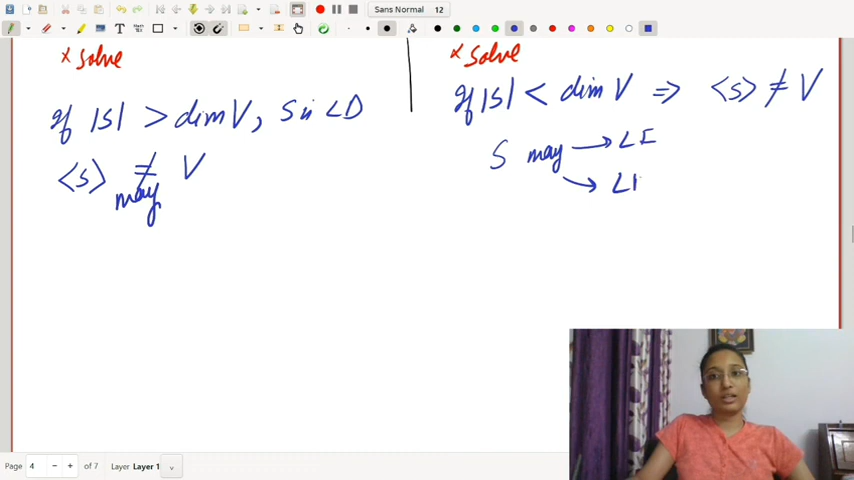 Sans Normal 12
x Solve
If |S| > dim V, S is LD
<S> ≠ V
may
x Solve
If |S| < dim V => <S> ≠ V
S may → LI
→ LI
Page 4 - + of 7 Layer Layer 1